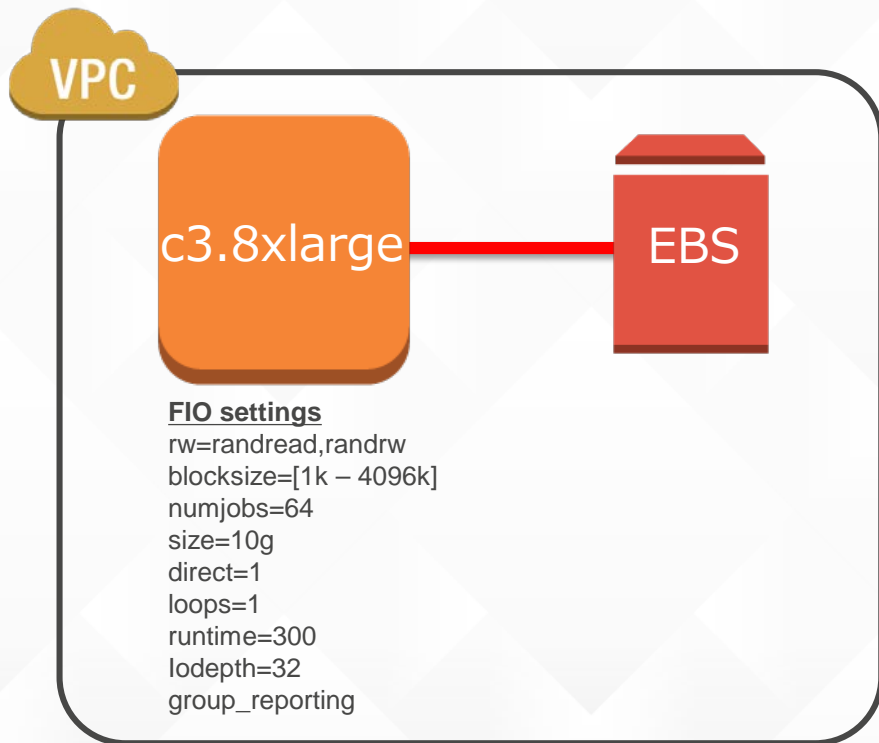 VPC
c3.8xlarge
EBS
FIO settings
rw=randread,randrw
blocksize=[1k – 4096k]
numjobs=64
size=10g
direct=1
loops=1
runtime=300
Iodepth=32
group_reporting